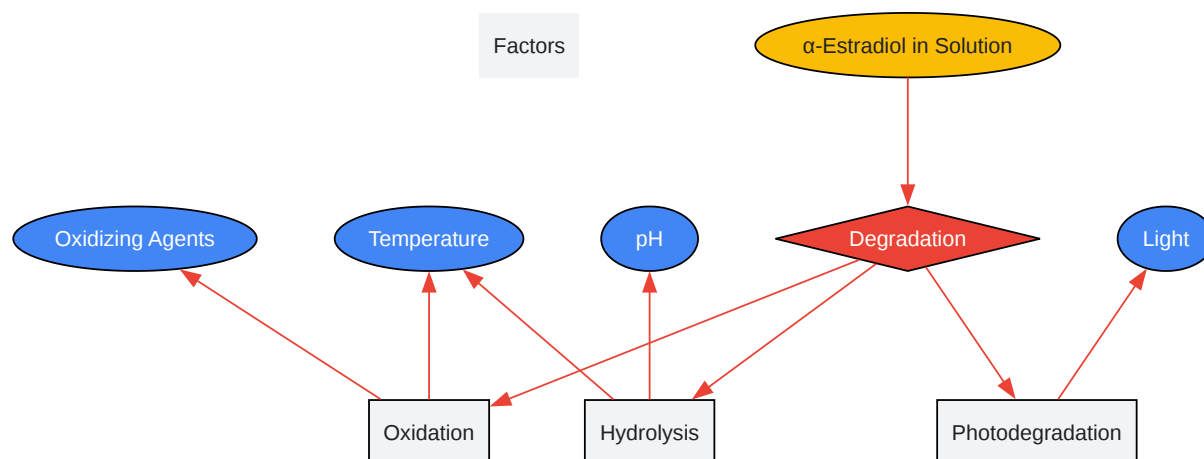 Factors
α-Estradiol in Solution
Oxidizing Agents
Temperature
pH
Degradation
Light
Oxidation
Hydrolysis
Photodegradation